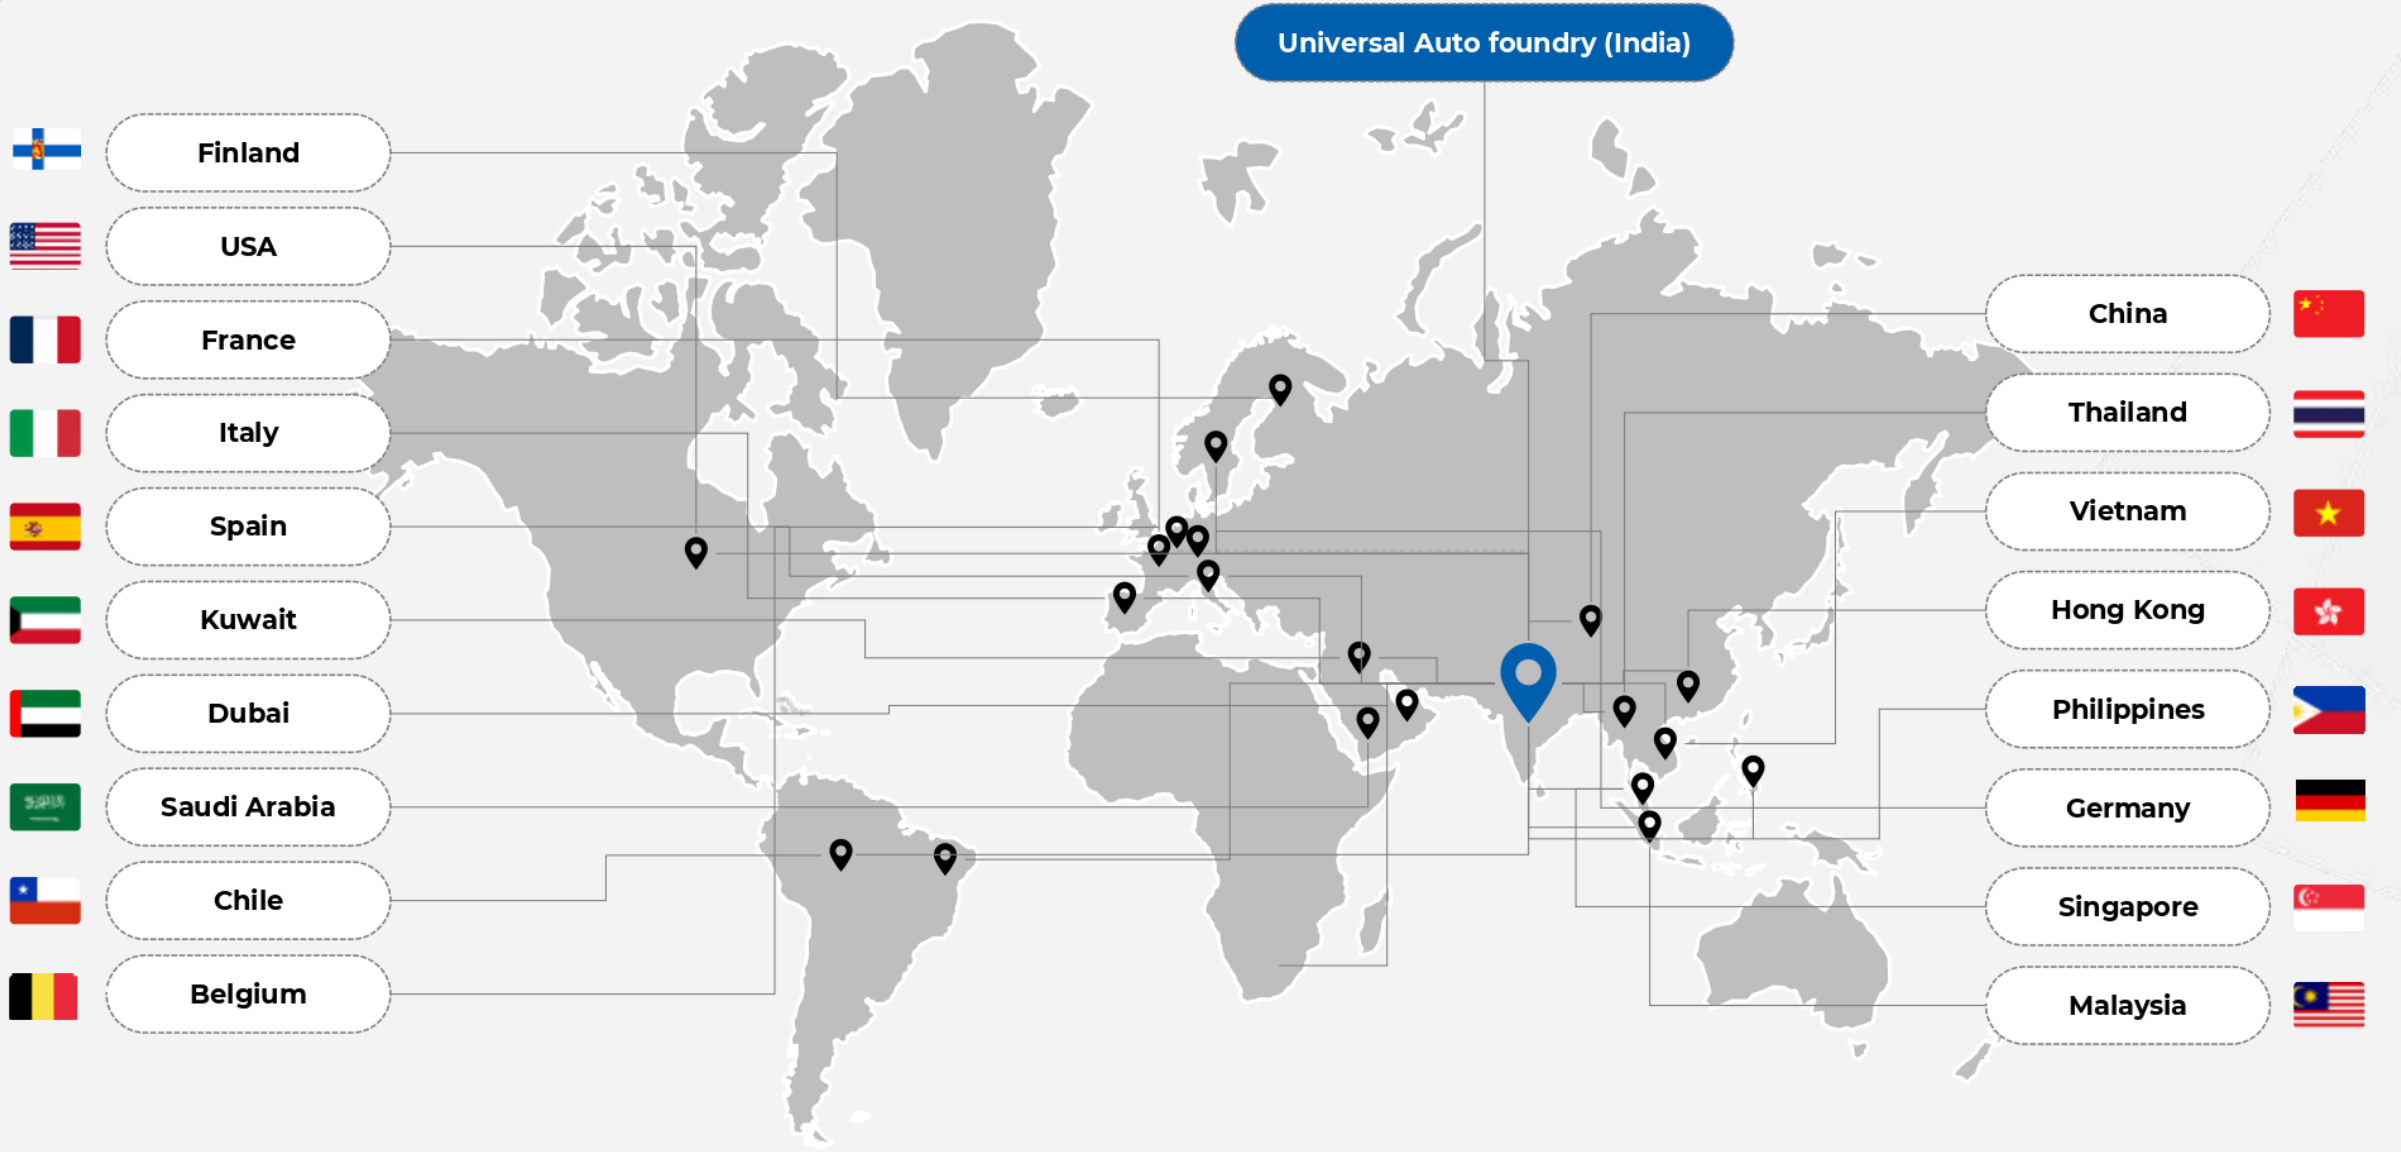 Universal Auto foundry (India)
Finland
USA
France
Italy
Spain
Kuwait
Dubai
Saudi Arabia
Chile
Belgium
China
Thailand
Vietnam
Hong Kong
Philippines
Germany
Singapore
Malaysia